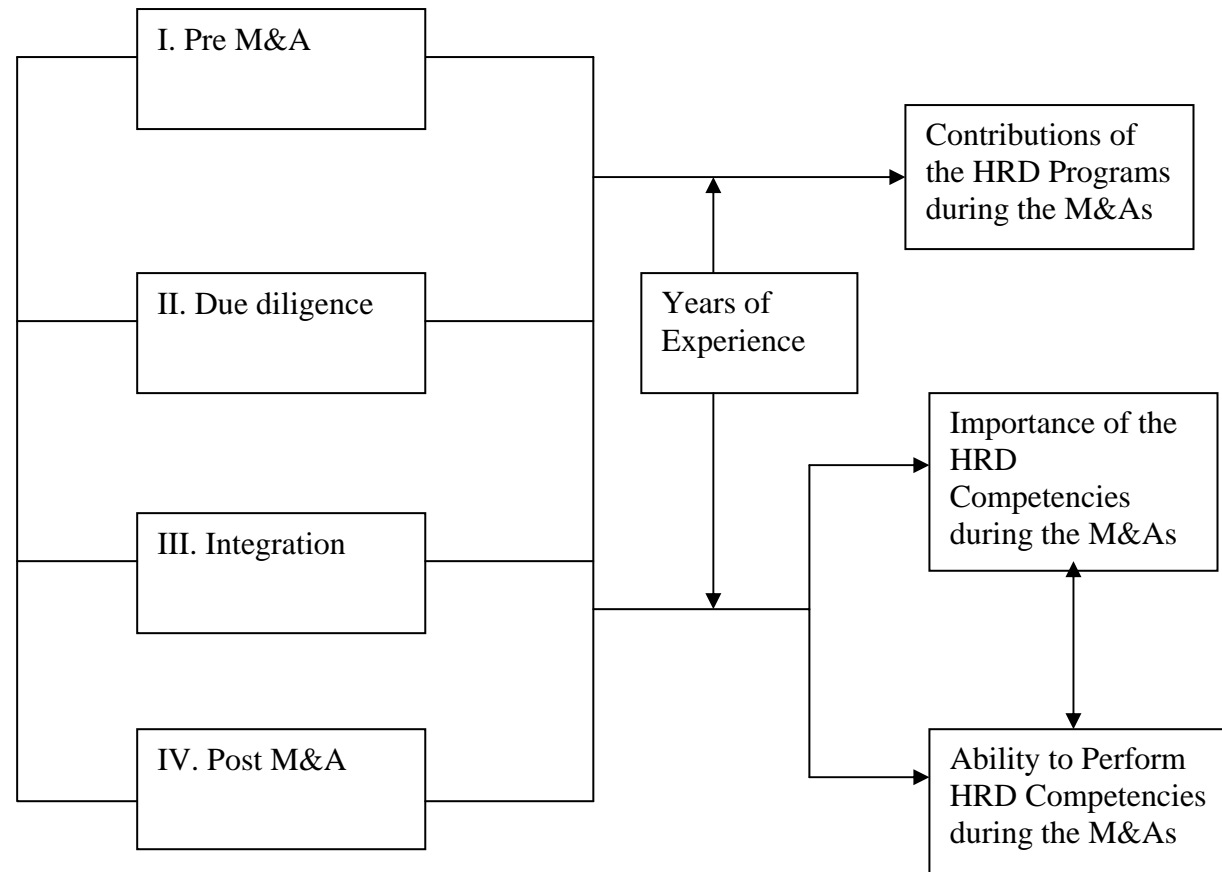 I. Pre M&A
Contributions of
the HRD Programs
during the M&As
II. Due diligence
Years of
Experience
Importance of the
HRD
Competencies
during the M&As
III. Integration
IV. Post M&A
Ability to Perform
HRD Competencies
during the M&As